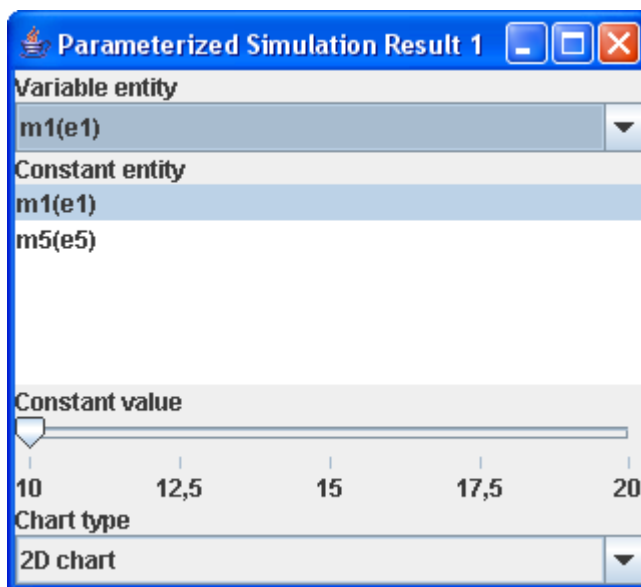 Parameterized Simulation Result 1
Variable entity
m1(e1)
Constant entity
m1(e1)
m5(e5)
Constant value
10 12,5 15 17,5 20
Chart type
2D chart